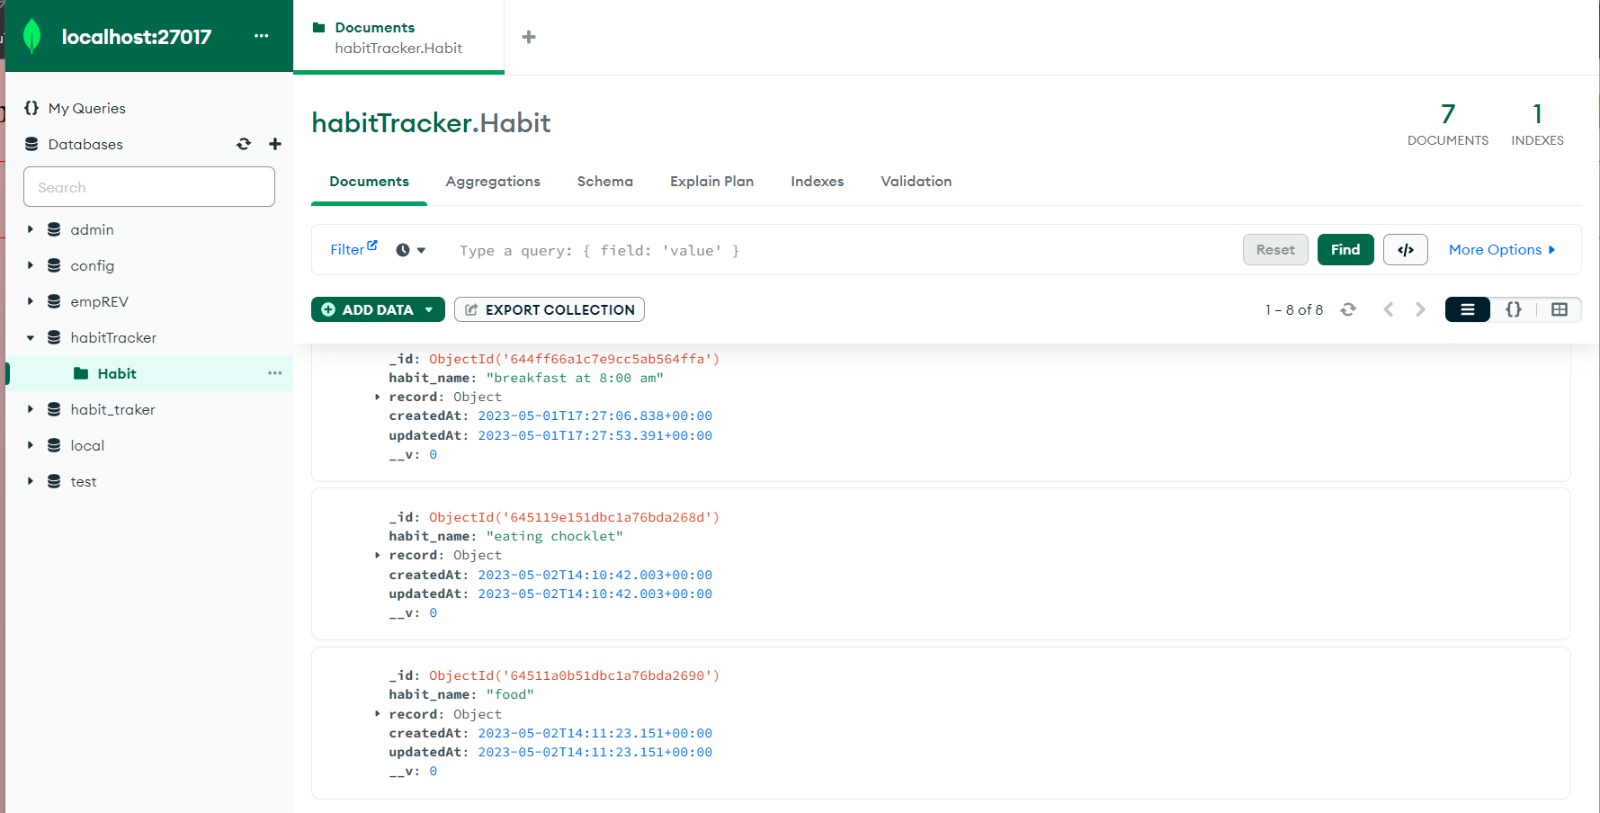 localhost:27017
Documents
habitTracker.Habit
My Queries
Databases
Search
admin
config
empREV
habitTracker
Habit
habit_traker
local
test
habitTracker.Habit
7
DOCUMENTS
1
INDEXES
Documents Aggregations Schema Explain Plan Indexes Validation
Filter Type a query: { field: 'value' } Reset Find </> More Options
ADD DATA EXPORT COLLECTION 1 – 8 of 8 {}
_id: ObjectId('644ff66a1c7e9cc5ab564ffa')
habit_name: "breakfast at 8:00 am"
record: Object
createdAt: 2023-05-01T17:27:06.838+00:00
updatedAt: 2023-05-01T17:27:53.391+00:00
__v: 0
_id: ObjectId('645119e151dbc1a76bda268d')
habit_name: "eating chocklet"
record: Object
createdAt: 2023-05-02T14:10:42.003+00:00
updatedAt: 2023-05-02T14:10:42.003+00:00
__v: 0
_id: ObjectId('64511a0b51dbc1a76bda2690')
habit_name: "food"
record: Object
createdAt: 2023-05-02T14:11:23.151+00:00
updatedAt: 2023-05-02T14:11:23.151+00:00
__v: 0